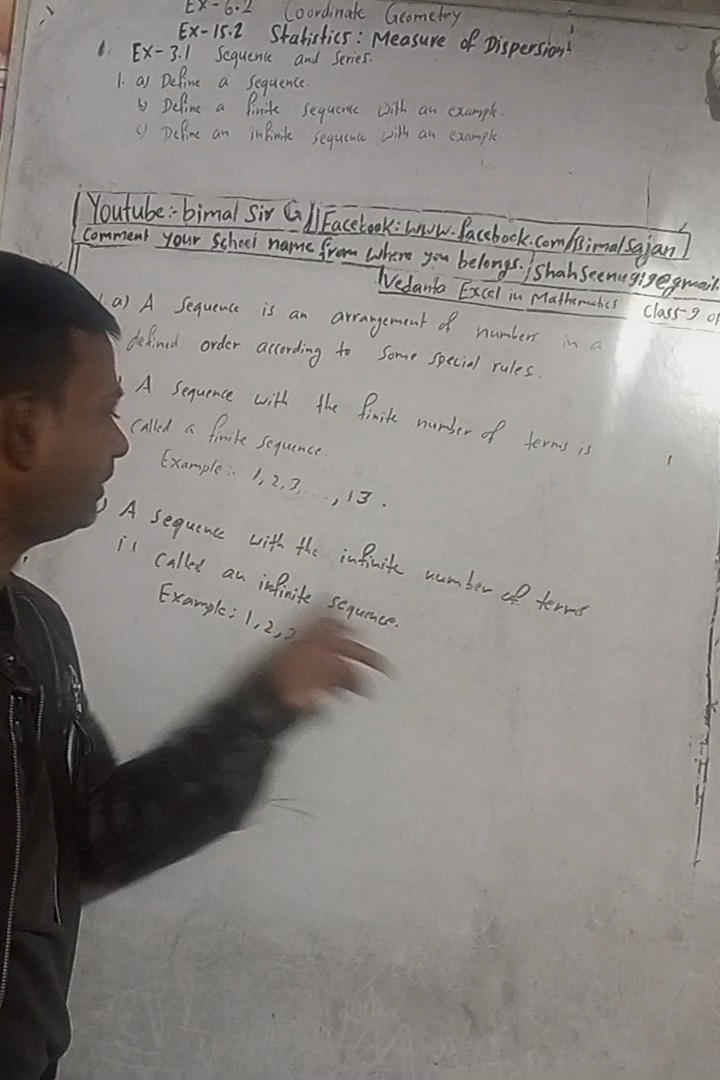 Ex-6.2 Coordinate Geometry
Ex-15.2 Statistics: Measure of Dispersion
Ex-3.1 Sequence and series.
1. a) Define a sequence.
b) Define a finite sequence with an example.
c) Define an infinite sequence with an example.
Youtube:- bimal Sir G || Facebook: www.facebook.com/Bimalsajan
Comment your School name from where you belongs. / Shahseenug19@gmail.
Vedanta Excel in Mathematics Class-9
a) A sequence is an arrangement of numbers in a
defined order according to some special rules.
A sequence with the finite number of terms is
called a finite sequence.
Example:- 1,2,3,...,13.
A sequence with the infinite number of terms
is called an infinite sequence.
Example: 1,2,3